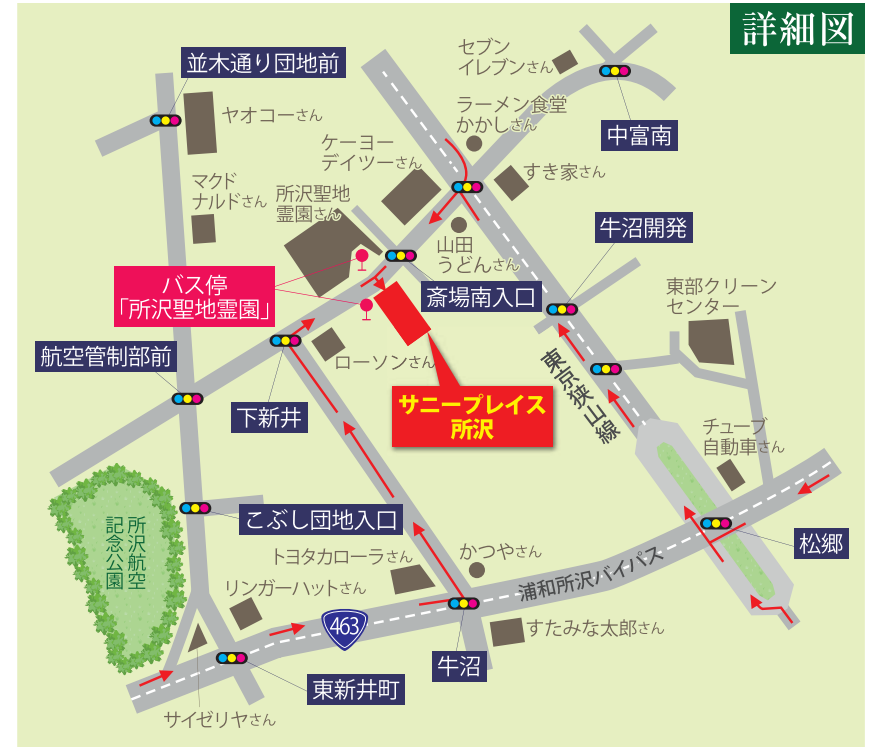 詳細図
セブン
イレブンさん
並木通り団地前
ヤオコーさん
ラーメン食堂
かかしさん
中富南
ケーヨー
デイツーさん
すき家さん
マクド
ナルドさん
所沢聖地
霊園さん
山田
うどんさん
牛沼開発
バス停
「所沢聖地霊園」
斎場南入口
東部クリーン
センター
航空管制部前
ローソンさん
サニープレイス
所沢
東京狭山線
下新井
チューブ
自動車さん
こぶし団地入口
所沢航空
記念公園
松郷
トヨタカローラさん
かつやさん
浦和所沢バイパス
リンガーハットさん
463
すたみな太郎さん
牛沼
東新井町
サイゼリヤさん